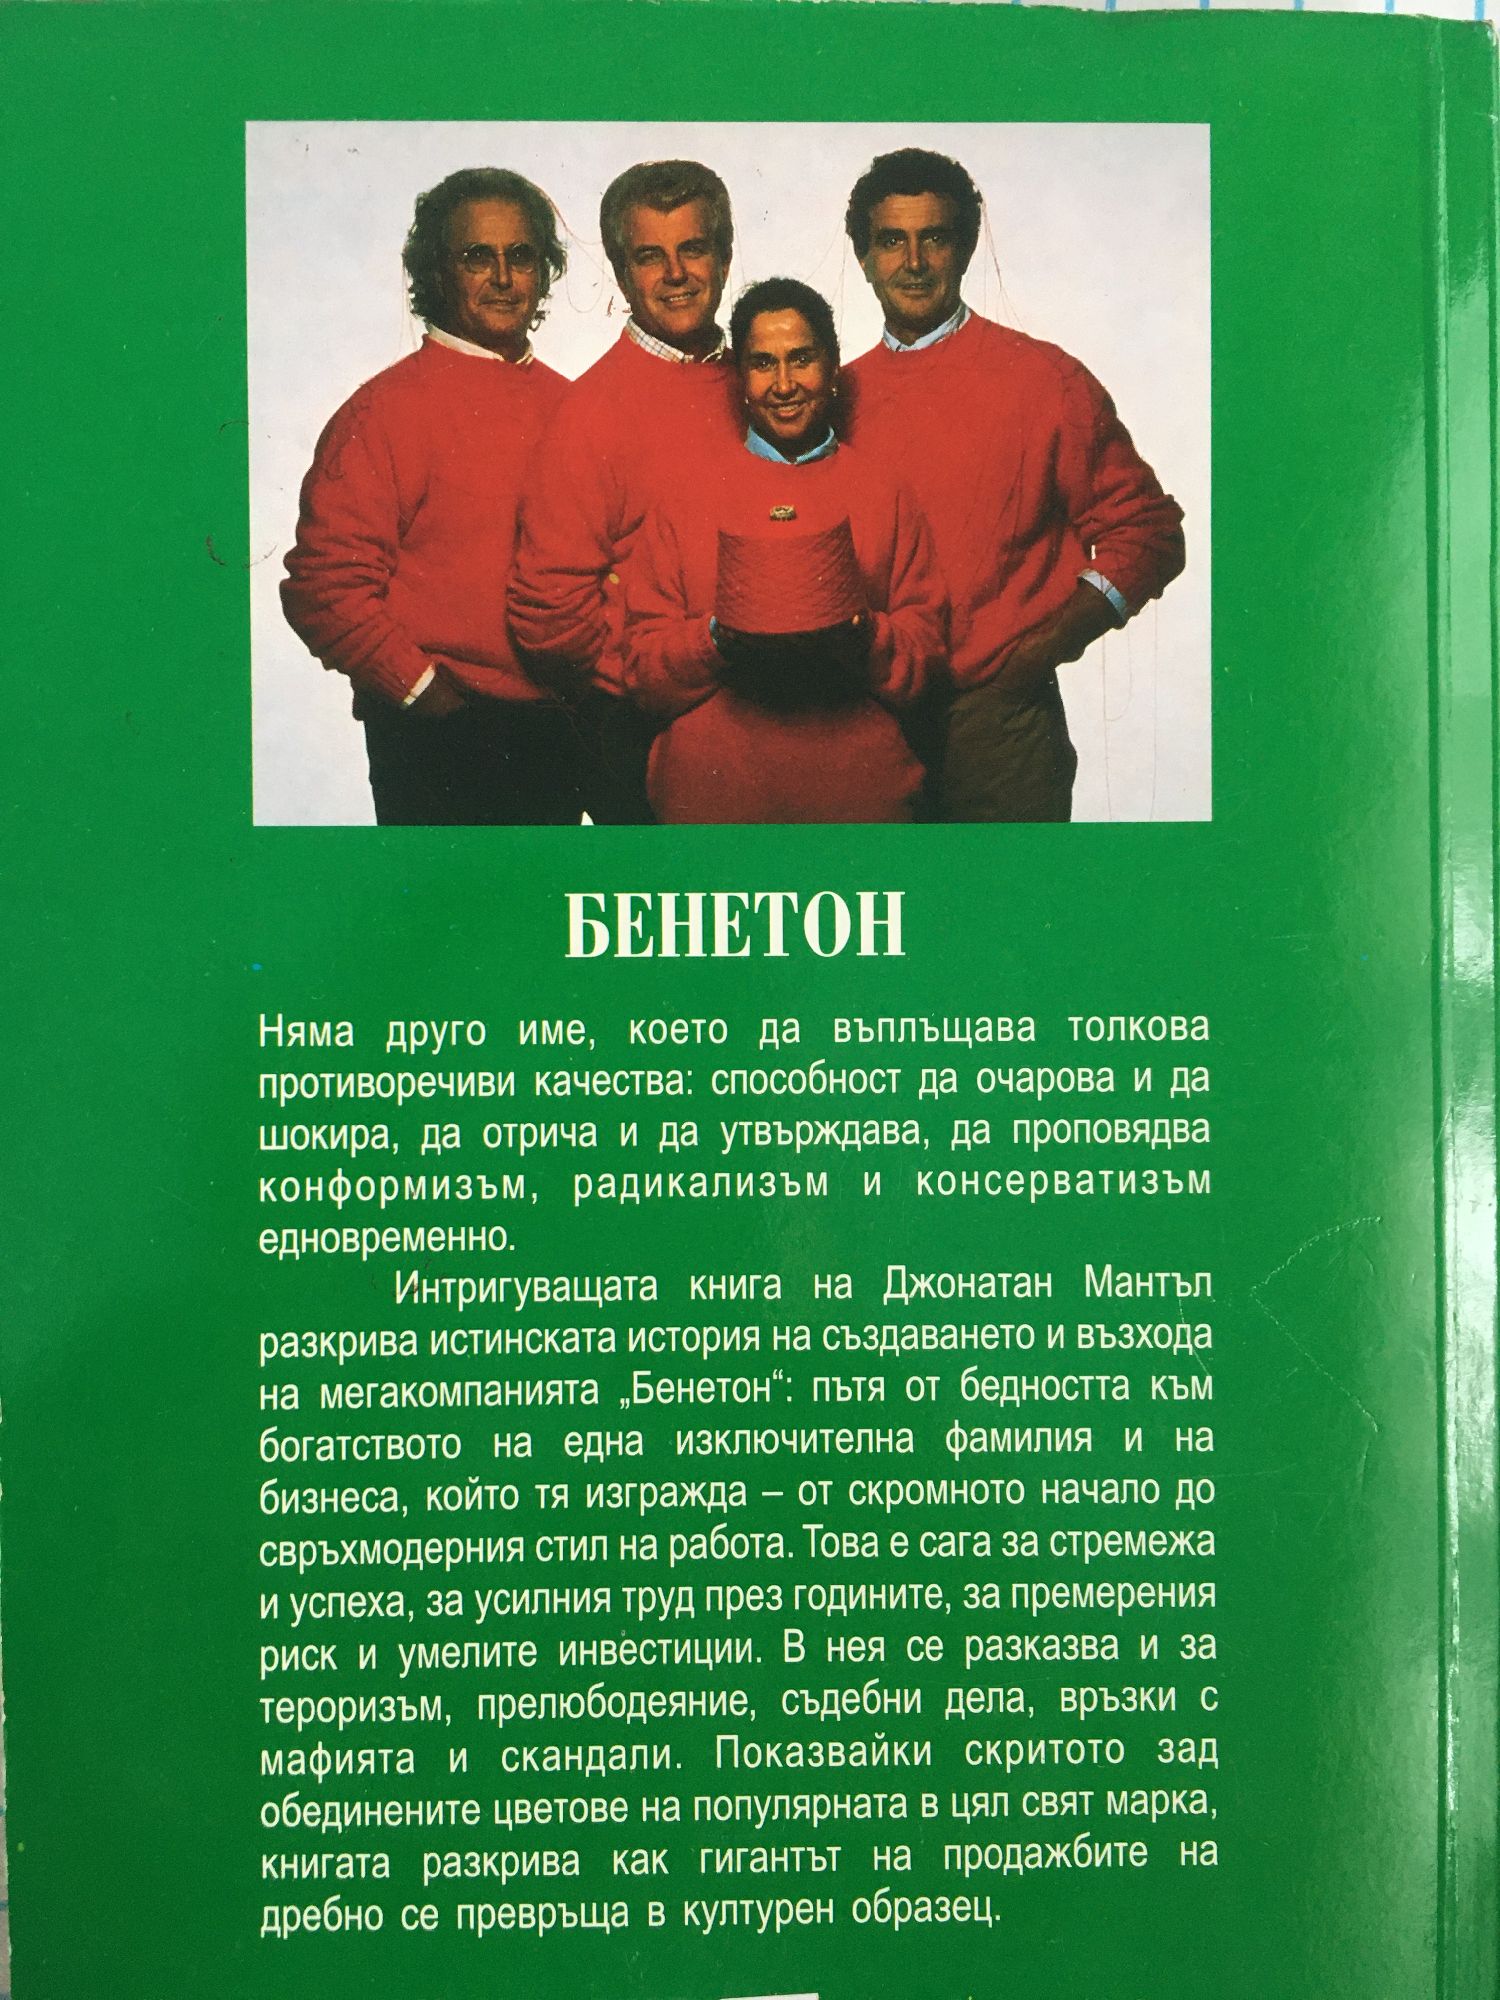 БЕНЕТОН
Няма друго име, което да въплъщава толкова
противоречиви качества: способност да очарова и да
шокира, да отрича и да утвърждава, да проповядва
конформизъм, радикализъм и консерватизъм
едновременно.
Интригуващата книга на Джонатан Мантъл
разкрива истинската история на създаването и възхода
на мегакомпанията „Бенетон“: пътя от бедността към
богатството на една изключителна фамилия и на
бизнеса, който тя изгражда – от скромното начало до
свръхмодерния стил на работа. Това е сага за стремежа
и успеха, за усилния труд през годините, за премерения
риск и умелите инвестиции. В нея се разказва и за
тероризъм, прелюбодеяние, съдебни дела, връзки с
мафията и скандали. Показвайки скритото зад
обединените цветове на популярната в цял свят марка,
книгата разкрива как гигантът на продажбите на
дребно се превръща в културен образец.